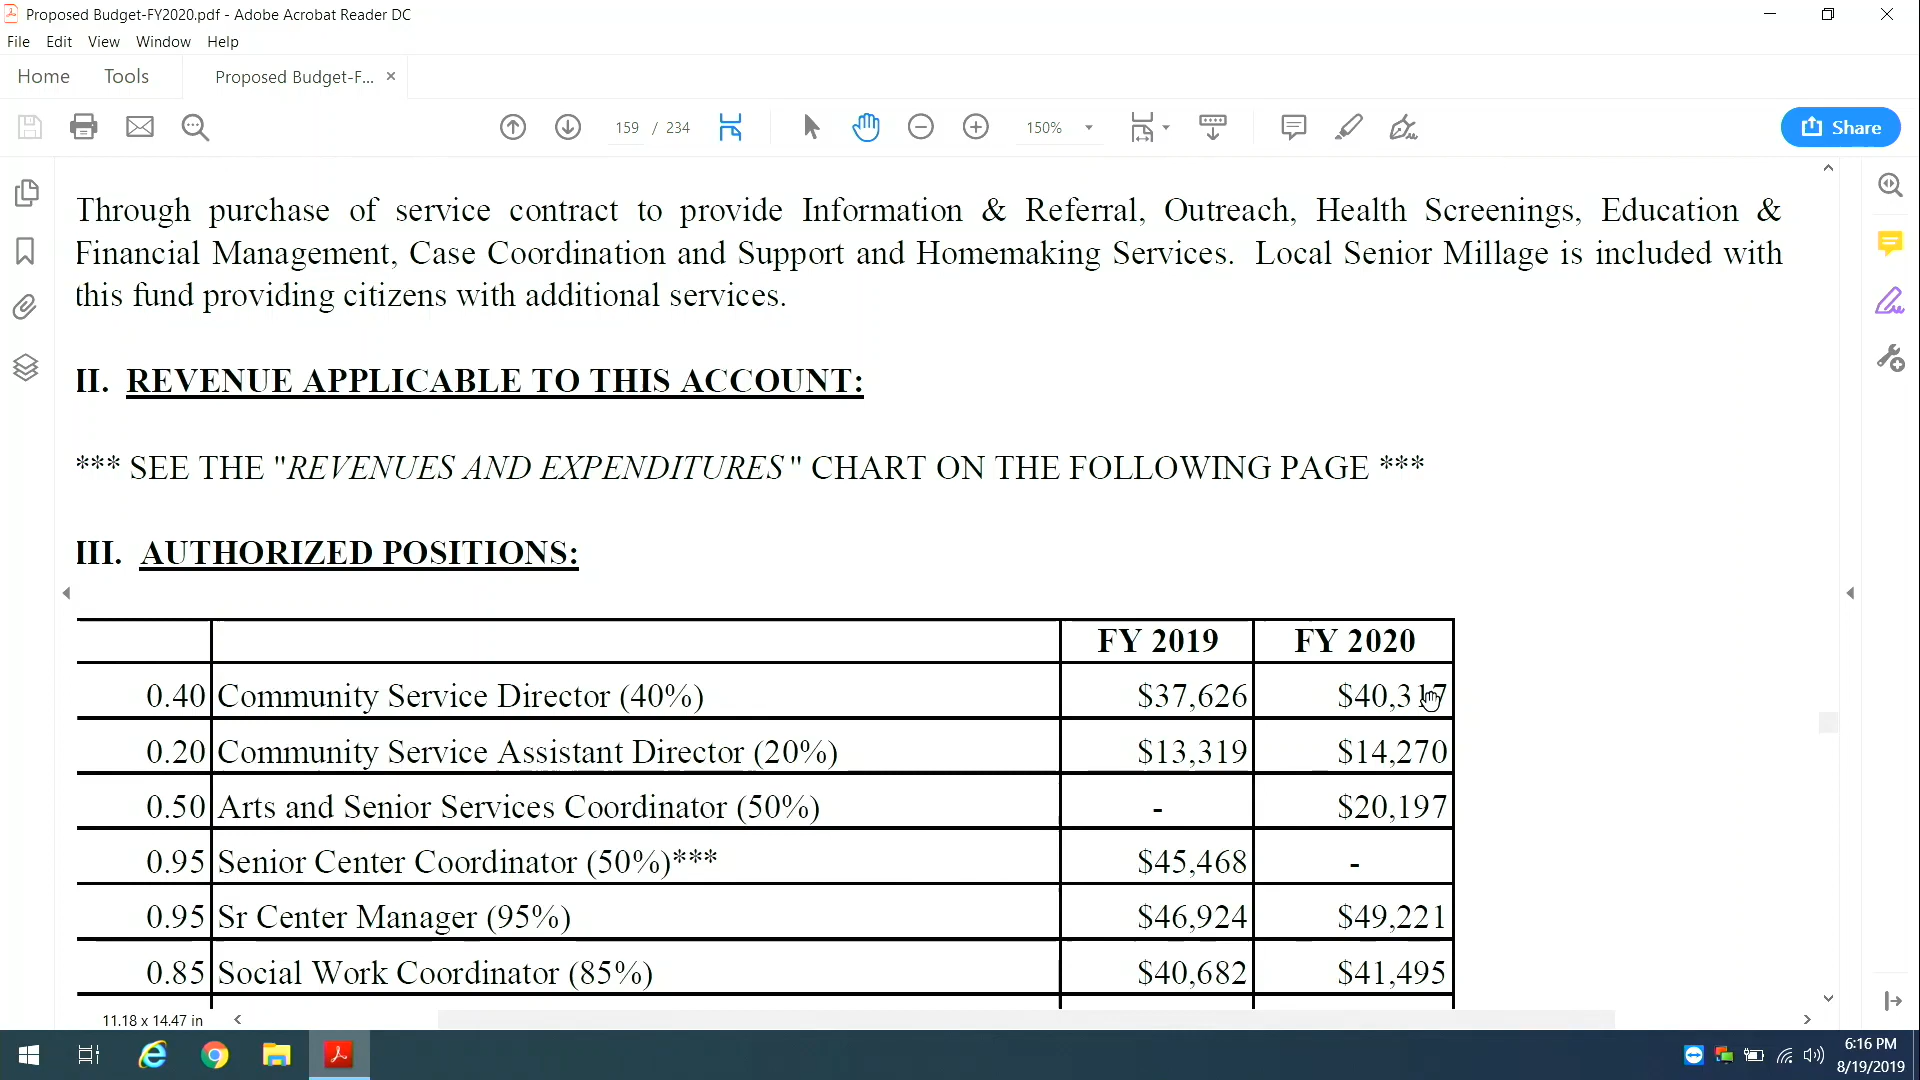 Proposed Budget-FY2020.pdf - Adobe Acrobat Reader DC
File Edit View Window Help
Home Tools Proposed Budget-F... ×
159 / 234 150% Share
Through purchase of service contract to provide Information & Referral, Outreach, Health Screenings, Education &
Financial Management, Case Coordination and Support and Homemaking Services. Local Senior Millage is included with
this fund providing citizens with additional services.
II. REVENUE APPLICABLE TO THIS ACCOUNT:
*** SEE THE "REVENUES AND EXPENDITURES" CHART ON THE FOLLOWING PAGE ***
III. AUTHORIZED POSITIONS:
FY 2019 FY 2020
0.40 Community Service Director (40%) $37,626 $40,317
0.20 Community Service Assistant Director (20%) $13,319 $14,270
0.50 Arts and Senior Services Coordinator (50%) - $20,197
0.95 Senior Center Coordinator (50%)*** $45,468 -
0.95 Sr Center Manager (95%) $46,924 $49,221
0.85 Social Work Coordinator (85%) $40,682 $41,495
11.18 x 14.47 in
6:16 PM
8/19/2019